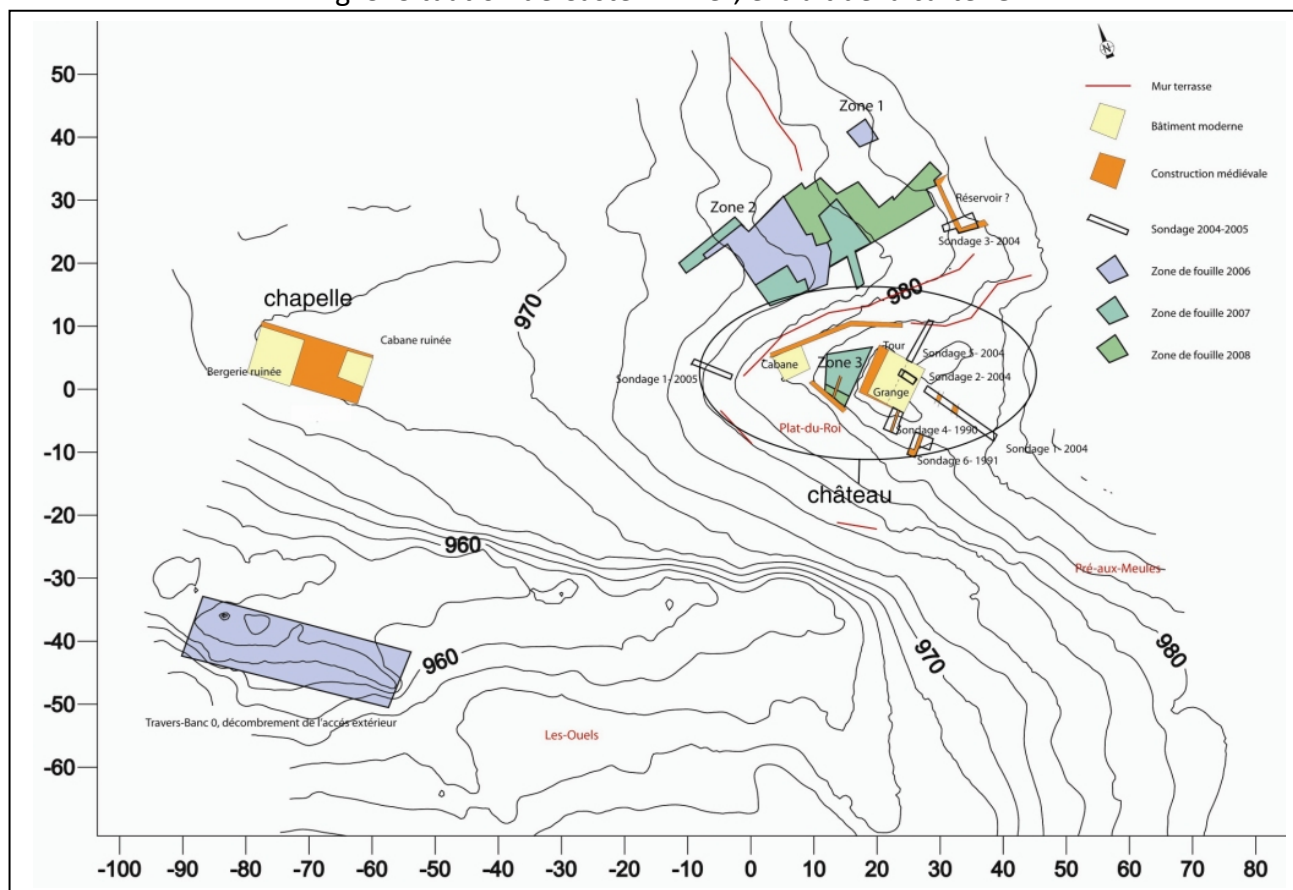 N
Mur terrasse
Bâtiment moderne
Construction médiévale
Sondage 2004-2005
Zone de fouille 2006
Zone de fouille 2007
Zone de fouille 2008
50
40
30
20
10
0
-10
-20
-30
-40
-50
-60
Zone 1
Zone 2
Réservoir ?
Sondage 3- 2004
980
970
chapelle
Cabane ruinée
Bergerie ruinée
Sondage 1- 2005
Cabane
Zone 3
Tour
Grange
Sondage 5- 2004
Sondage 2- 2004
Plat-du-Roi
Sondage 4- 1990
Sondage 1- 2004
Sondage 6- 1991
château
960
Pré-aux-Meules
960
970
980
Travers-Banc 0, décombrement de l'accés extérieur
Les-Ouels
-100 -90 -80 -70 -60 -50 -40 -30 -20 -10 0 10 20 30 40 50 60 70 80